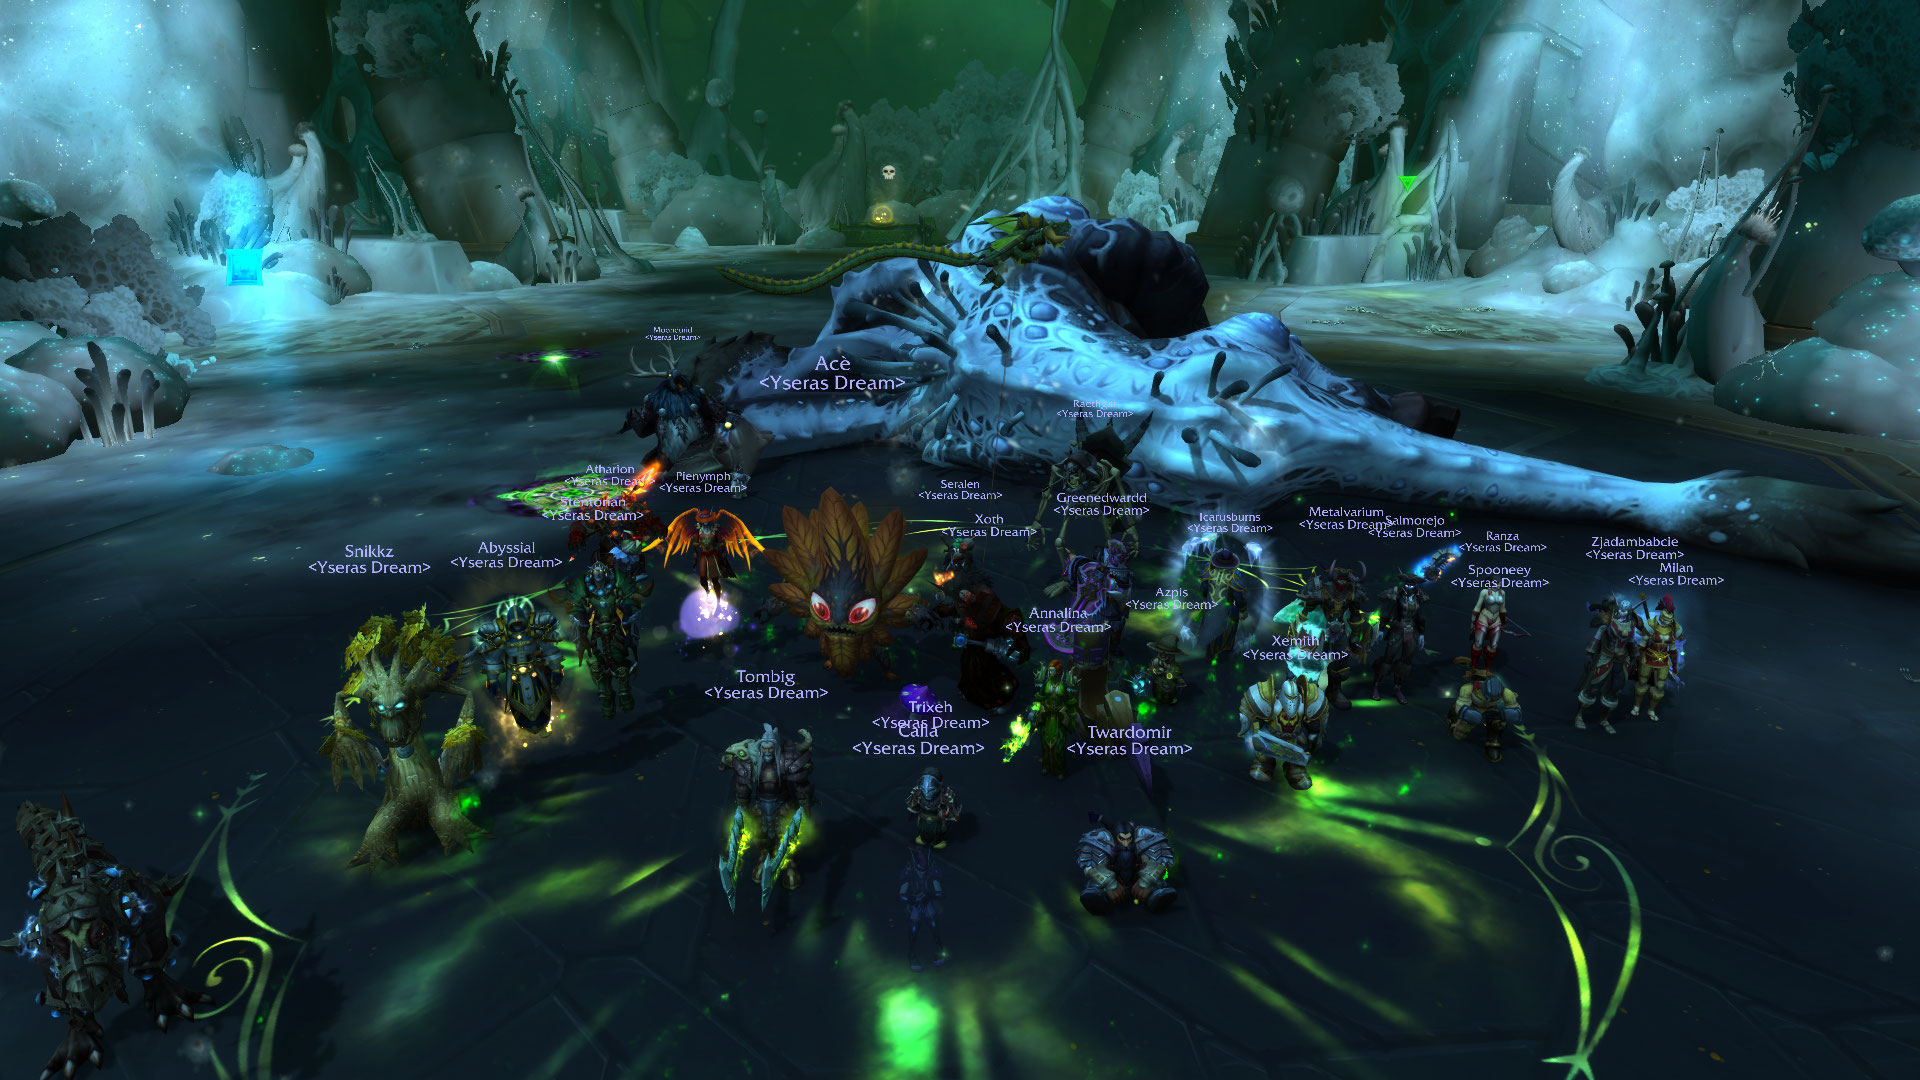 Moonound
<Yseras Dream>
Acè
<Yseras Dream>
<Yseras Dream>
Atharion
<Yseras Dream>
Pienymph
<Yseras Dream>
Seralen
<Yseras Dream>
Greenedwardd
<Yseras Dream>
Stentorian
<Yseras Dream>
Xoth
<Yseras Dream>
Icarusburns
<Yseras Dream>
Metalvarium
<Yseras Dream>
Salmorejo
<Yseras Dream>
Ranza
<Yseras Dream>
Zjadambabcie
<Yseras Dream>
Snikkz
<Yseras Dream>
Abyssial
<Yseras Dream>
Spooneey
<Yseras Dream>
Milan
<Yseras Dream>
Azpis
<Yseras Dream>
Annalina
<Yseras Dream>
Xemith
<Yseras Dream>
Tombig
<Yseras Dream>
Trixeh
<Yseras Dream>
Calla
<Yseras Dream>
Twardomir
<Yseras Dream>